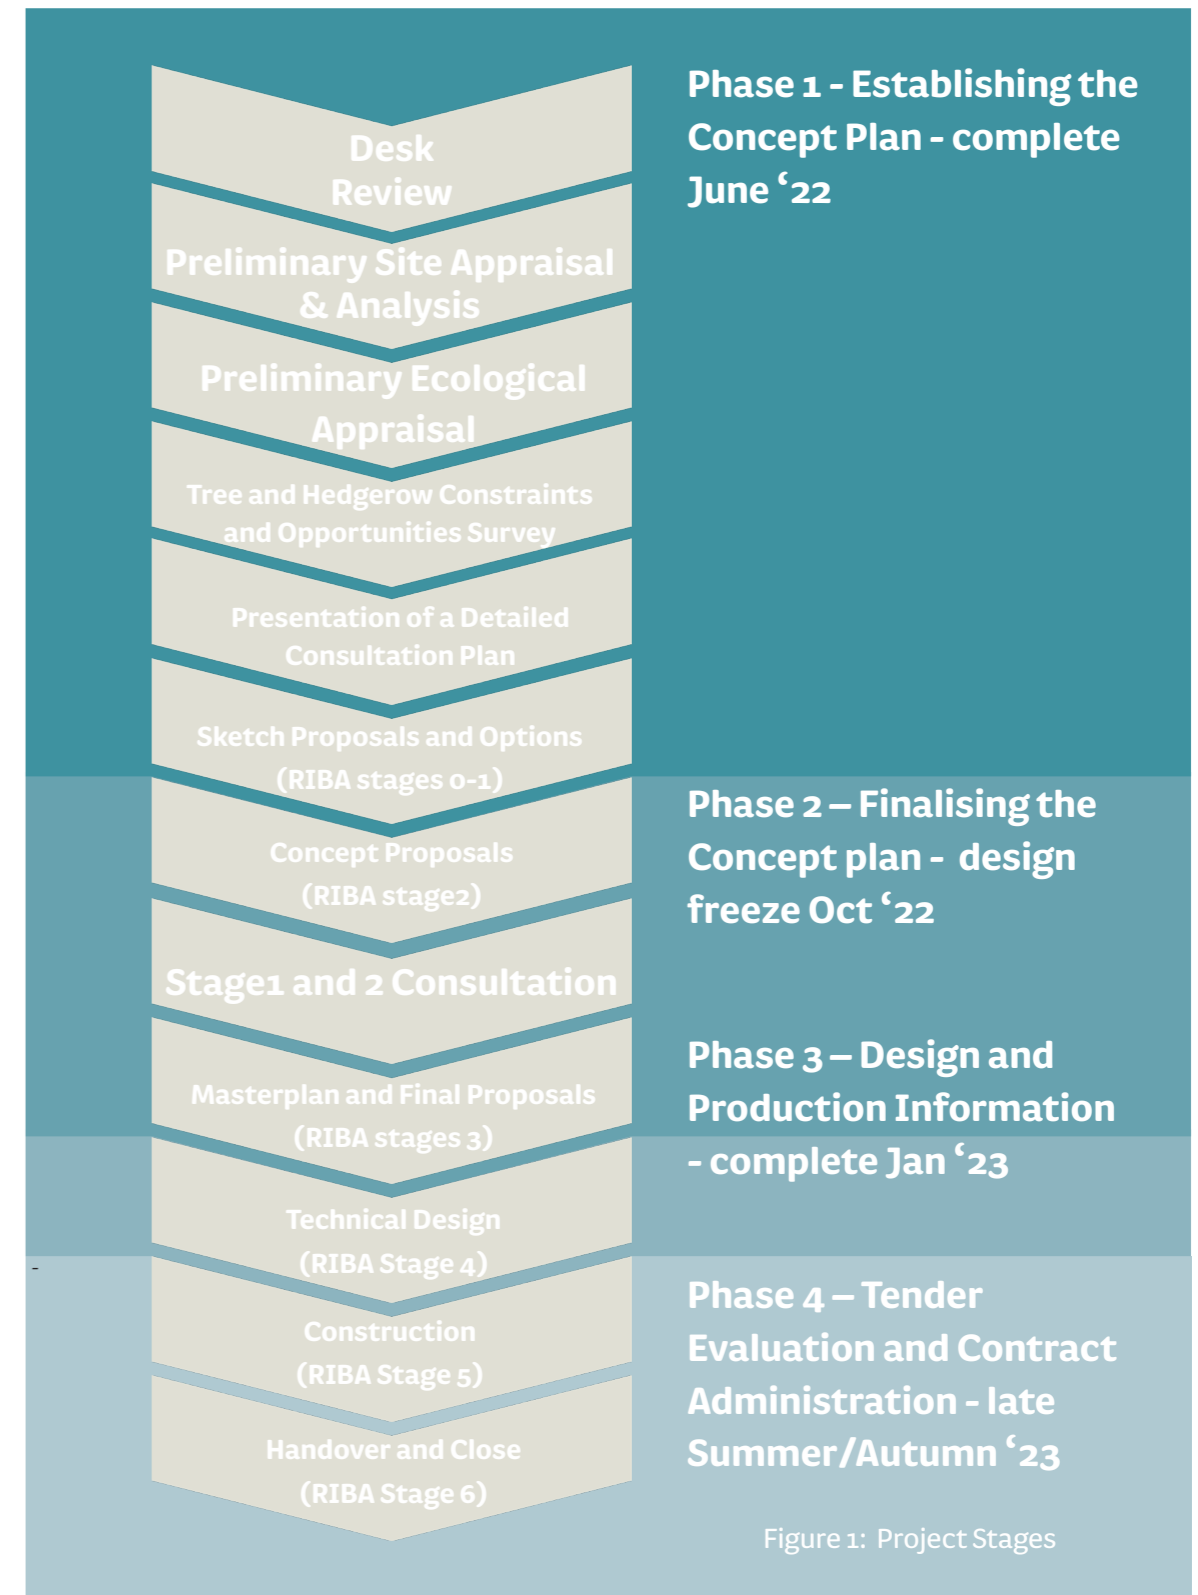 Desk
Review
Preliminary Site Appraisal
& Analysis
Preliminary Ecological
Appraisal
Tree and Hedgerow Constraints
and Opportunities Survey
Presentation of a Detailed
Consultation Plan
Sketch Proposals and Options
(RIBA stages 0-1)
Concept Proposals
(RIBA stage2)
Stage1 and 2 Consultation
Masterplan and Final Proposals
(RIBA stages 3)
Technical Design
(RIBA Stage 4)
Construction
(RIBA Stage 5)
Handover and Close
(RIBA Stage 6)
Phase 1 - Establishing the
Concept Plan - complete
June ‘22
Phase 2 – Finalising the
Concept plan -  design
freeze Oct ‘22
Phase 3 – Design and
Production Information
- complete Jan ‘23
Phase 4 – Tender
Evaluation and Contract
Administration - late
Summer/Autumn ‘23
-
Figure 1:  Project Stages